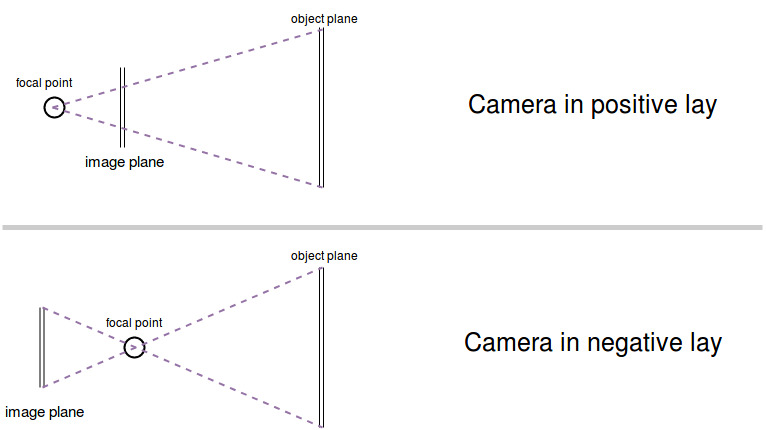 object plane
focal point
Camera in positive lay
image plane
object plane
focal point
Camera in negative lay
image plane